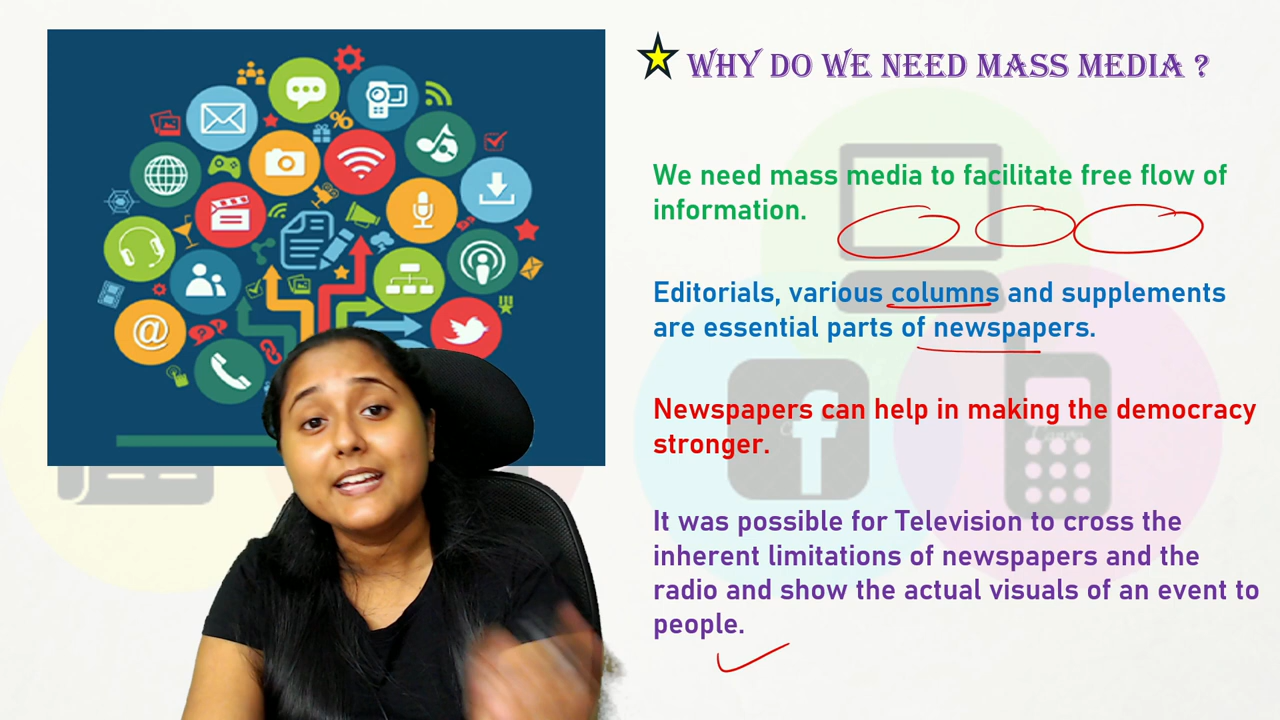 WHY DO WE NEED MASS MEDIA ?
We need mass media to facilitate free flow of
information.
Editorials, various columns and supplements
are essential parts of newspapers.
Newspapers can help in making the democracy
stronger.
It was possible for Television to cross the
inherent limitations of newspapers and the
radio and show the actual visuals of an event to
people.